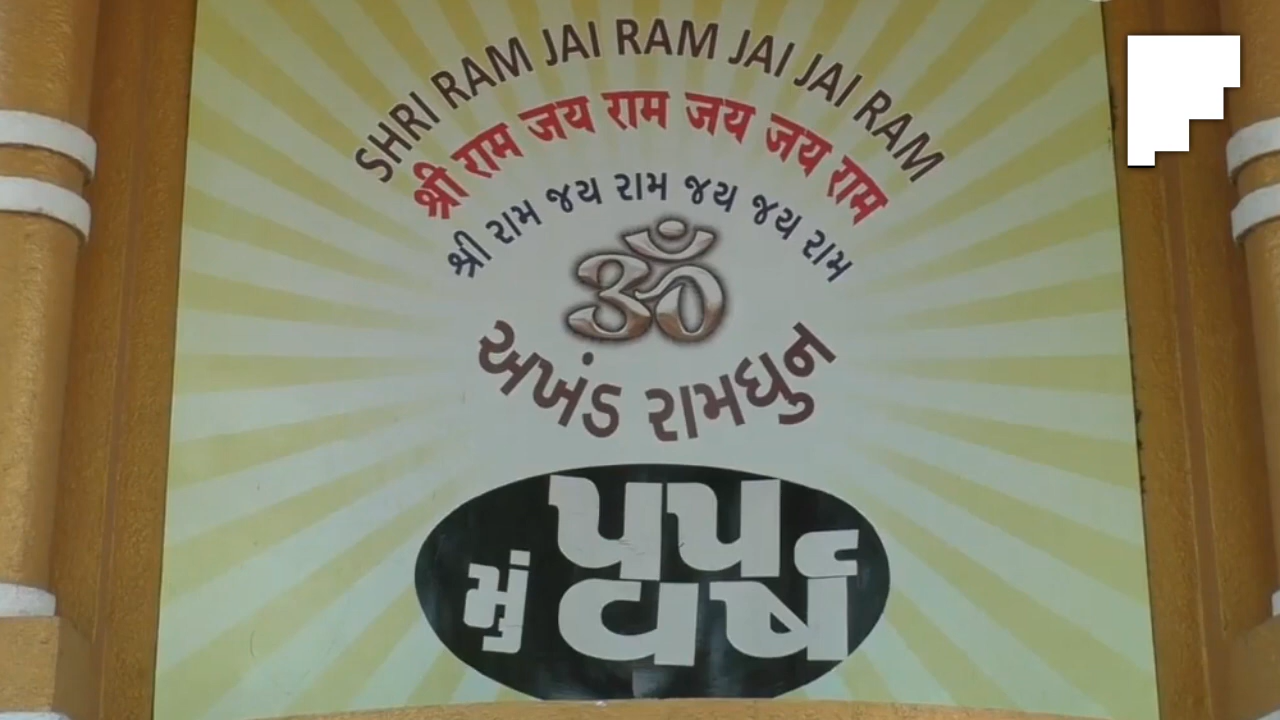 SHRI RAM JAI RAM JAI JAI RAM
श्री राम जय राम जय जय राम
શ્રી રામ જય રામ જય જય રામ
ૐ
અખંડ રામધુન
૫૫
મું વર્ષ